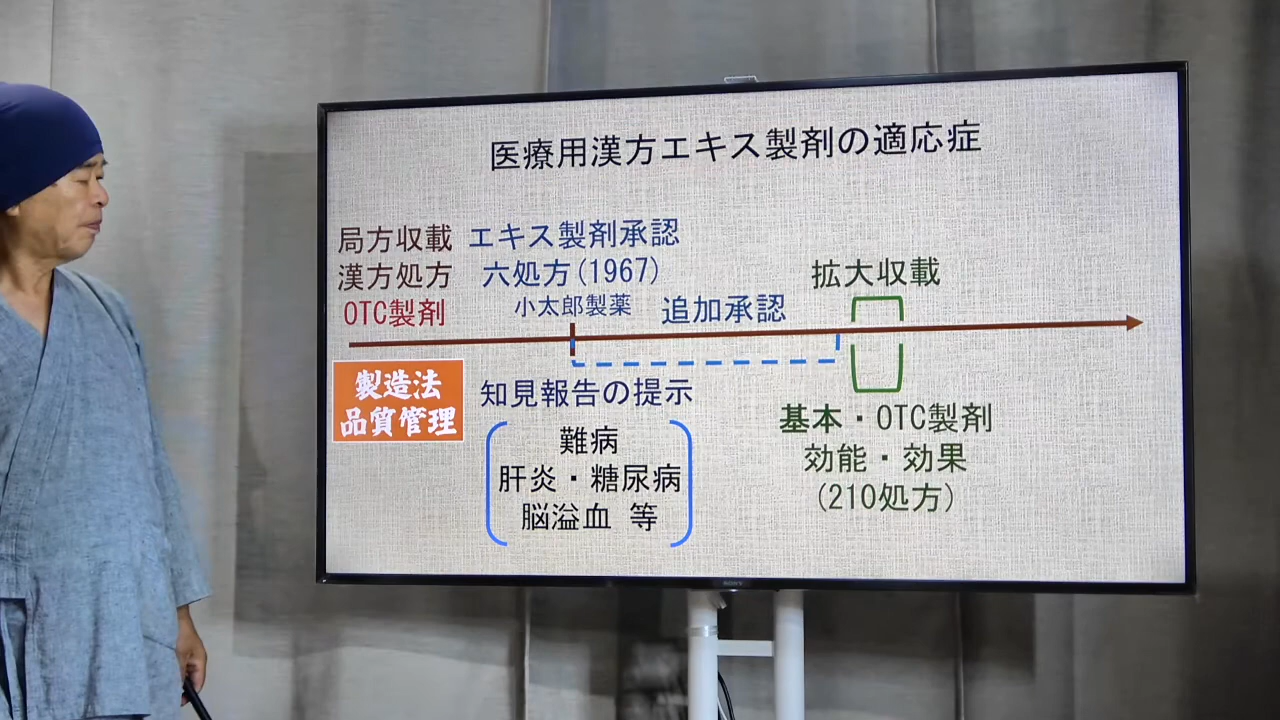 医療用漢方エキス製剤の適応症
局方収載
漢方処方
OTC製剤
エキス製剤承認
六処方(1967)
小太郎製薬
追加承認
拡大収載
製造法
品質管理
知見報告の提示
難病
肝炎・糖尿病
脳溢血 等
基本・OTC製剤
効能・効果
(210処方)
SONY